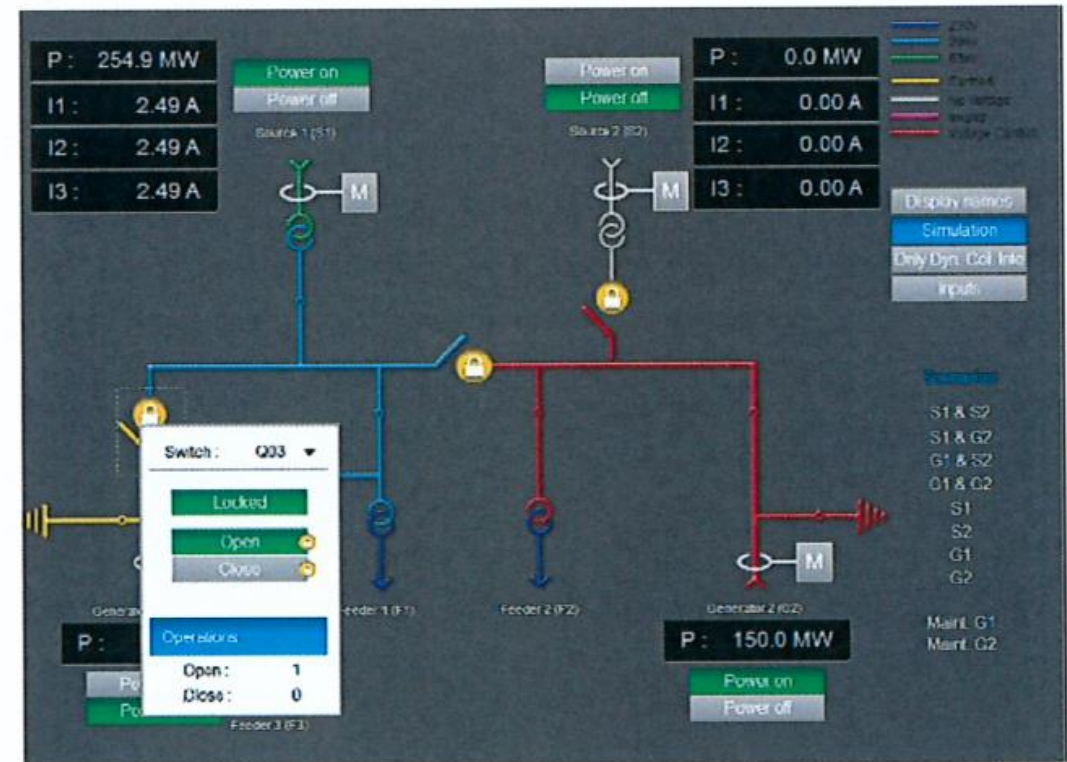 P : 254.9 MW
I1 : 2.49 A
I2 : 2.49 A
I3 : 2.49 A
Power on
Power off
Source 1 (S1)
M
Power on
Power off
Source 2 (S2)
M
P : 0.0 MW
I1 : 0.00 A
I2 : 0.00 A
I3 : 0.00 A
Earthed
No Voltage
Display names
Simulation
Only Dyn. Col. Info
Inputs
S1 & S2
S1 & G2
G1 & S2
G1 & G2
S1
S2
G1
G2
Maint. G1
Maint. G2
Switch : Q03
Locked
Open
Close
Operations
Open : 1
Close : 0
Feeder 2 (F2)
Generator 2 (G2)
M
P :
P : 150.0 MW
Power on
Power off
Feeder 3 (F3)